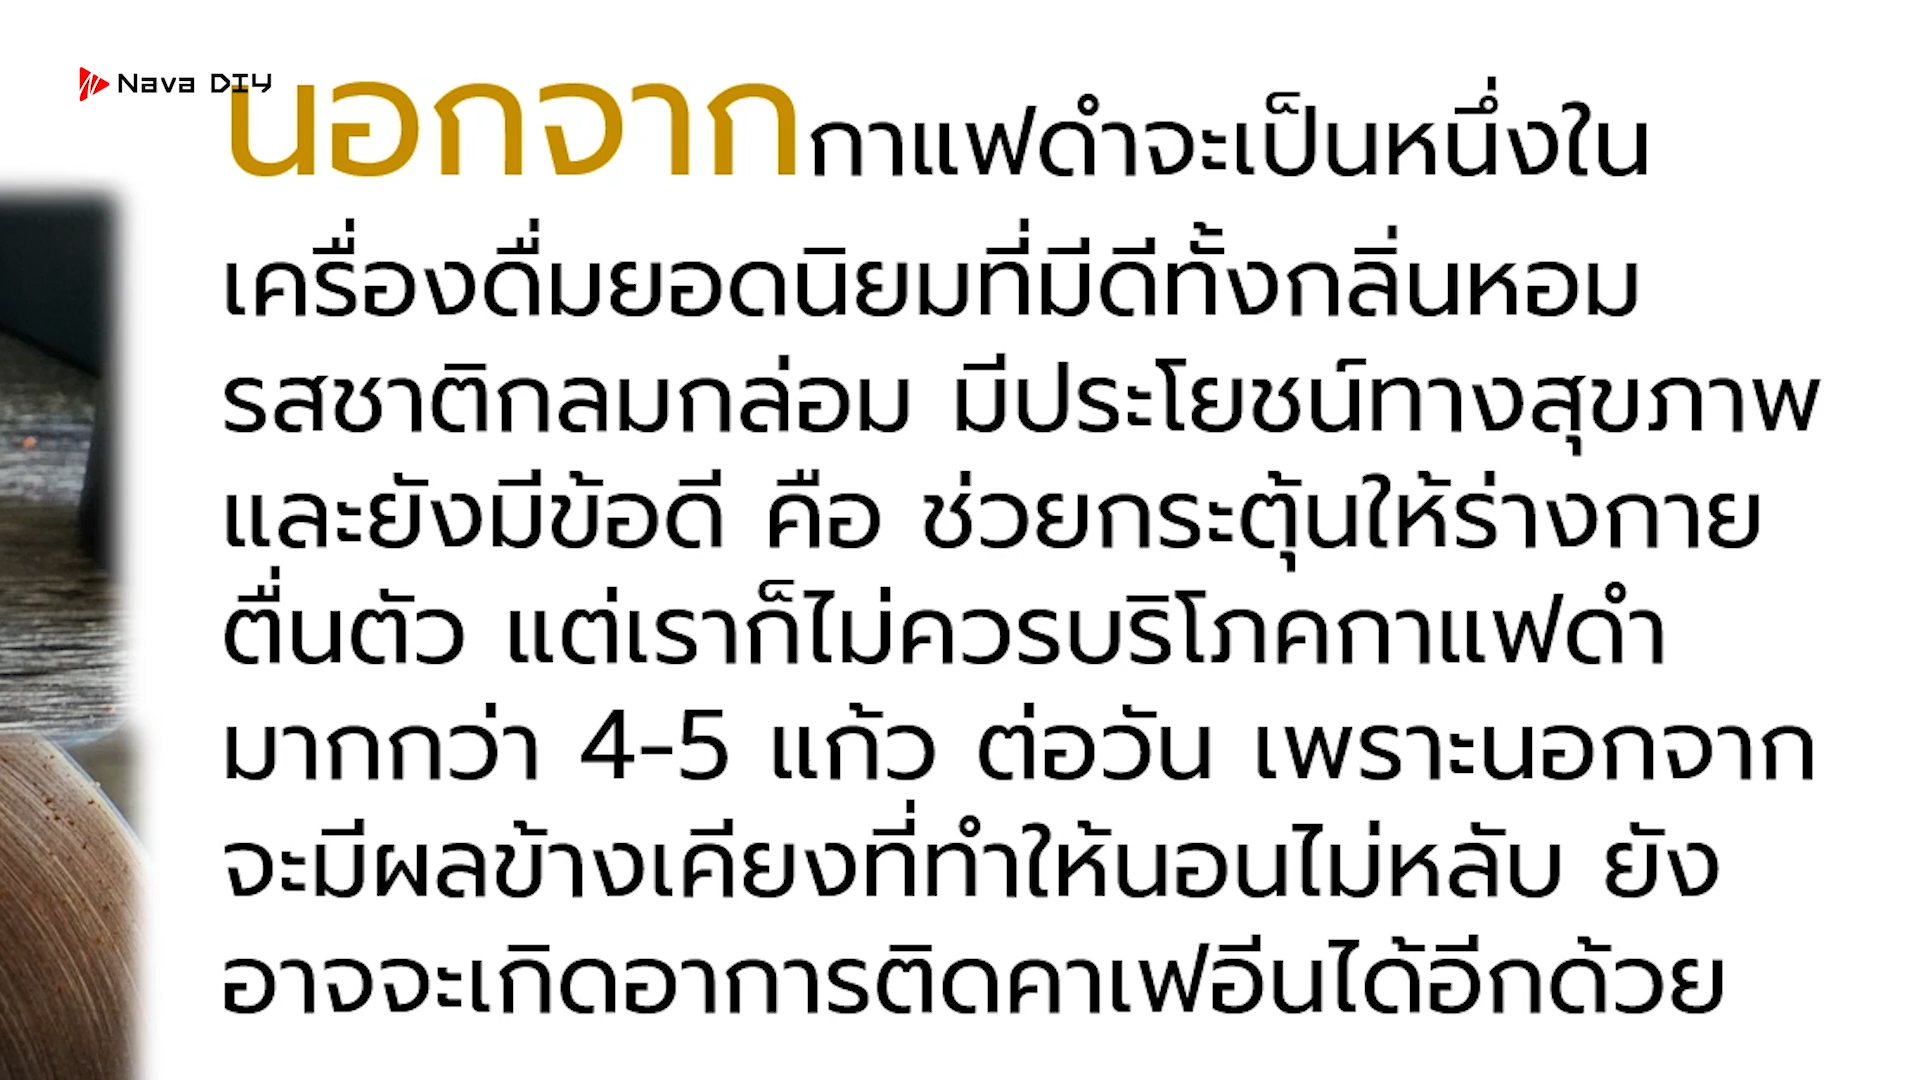 Nava DIY
นอกจากกาแฟดำจะเป็นหนึ่งใน
เครื่องดื่มยอดนิยมที่มีดีทั้งกลิ่นหอม
รสชาติกลมกล่อม มีประโยชน์ทางสุขภาพ
และยังมีข้อดี คือ ช่วยกระตุ้นให้ร่างกาย
ตื่นตัว แต่เราก็ไม่ควรบริโภคกาแฟดำ
มากกว่า 4-5 แก้ว ต่อวัน เพราะนอกจาก
จะมีผลข้างเคียงที่ทำให้นอนไม่หลับ ยัง
อาจจะเกิดอาการติดคาเฟอีนได้อีกด้วย